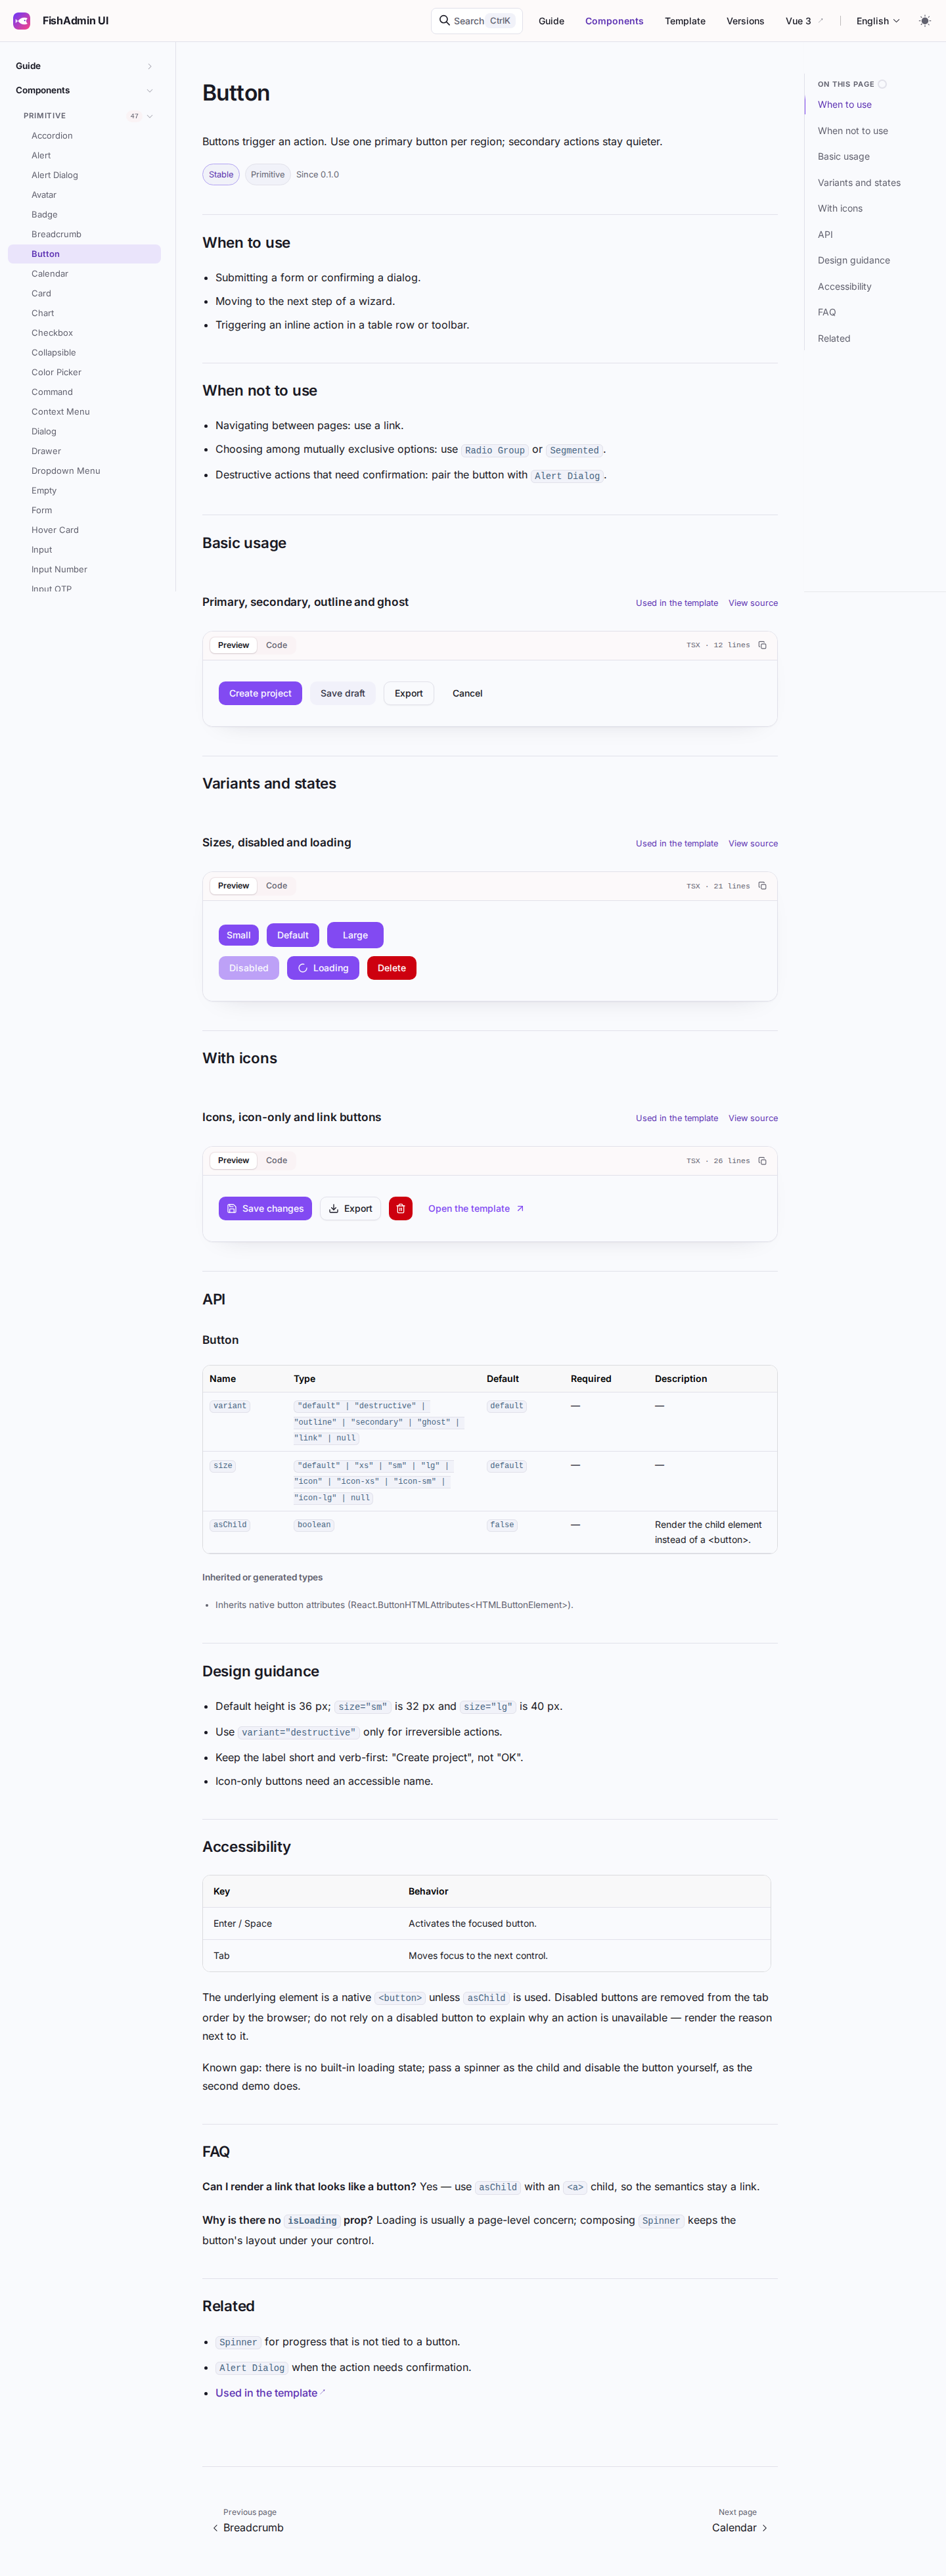 FishAdmin UI
Search CtrlK
Guide
Components
Template
Versions
Vue 3
English
Guide
Components
PRIMITIVE 47
Accordion
Alert
Alert Dialog
Avatar
Badge
Breadcrumb
Button
Calendar
Card
Chart
Checkbox
Collapsible
Color Picker
Command
Context Menu
Dialog
Drawer
Dropdown Menu
Empty
Form
Hover Card
Input
Input Number
Input OTP
Button
Buttons trigger an action. Use one primary button per region; secondary actions stay quieter.
Stable Primitive Since 0.1.0
When to use
• Submitting a form or confirming a dialog.
• Moving to the next step of a wizard.
• Triggering an inline action in a table row or toolbar.
When not to use
• Navigating between pages: use a link.
• Choosing among mutually exclusive options: use Radio Group or Segmented.
• Destructive actions that need confirmation: pair the button with Alert Dialog.
Basic usage
Primary, secondary, outline and ghost Used in the template View source
Preview Code TSX · 12 lines
Create project Save draft Export Cancel
Variants and states
Sizes, disabled and loading Used in the template View source
Preview Code TSX · 21 lines
Small Default Large
Disabled Loading Delete
With icons
Icons, icon-only and link buttons Used in the template View source
Preview Code TSX · 26 lines
Save changes Export Open the template
API
Button
Name Type Default Required Description
variant "default" | "destructive" | default — —
"outline" | "secondary" | "ghost" |
"link" | null
size "default" | "xs" | "sm" | "lg" | default — —
"icon" | "icon-xs" | "icon-sm" |
"icon-lg" | null
asChild boolean false — Render the child element
instead of a <button>.
Inherited or generated types
• Inherits native button attributes (React.ButtonHTMLAttributes<HTMLButtonElement>).
Design guidance
• Default height is 36 px; size="sm" is 32 px and size="lg" is 40 px.
• Use variant="destructive" only for irreversible actions.
• Keep the label short and verb-first: "Create project", not "OK".
• Icon-only buttons need an accessible name.
Accessibility
Key Behavior
Enter / Space Activates the focused button.
Tab Moves focus to the next control.
The underlying element is a native <button> unless asChild is used. Disabled buttons are removed from the tab
order by the browser; do not rely on a disabled button to explain why an action is unavailable — render the reason
next to it.
Known gap: there is no built-in loading state; pass a spinner as the child and disable the button yourself, as the
second demo does.
FAQ
Can I render a link that looks like a button? Yes — use asChild with an <a> child, so the semantics stay a link.
Why is there no isLoading prop? Loading is usually a page-level concern; composing Spinner keeps the
button's layout under your control.
Related
• Spinner for progress that is not tied to a button.
• Alert Dialog when the action needs confirmation.
• Used in the template
Previous page
Breadcrumb
Next page
Calendar
ON THIS PAGE
When to use
When not to use
Basic usage
Variants and states
With icons
API
Design guidance
Accessibility
FAQ
Related